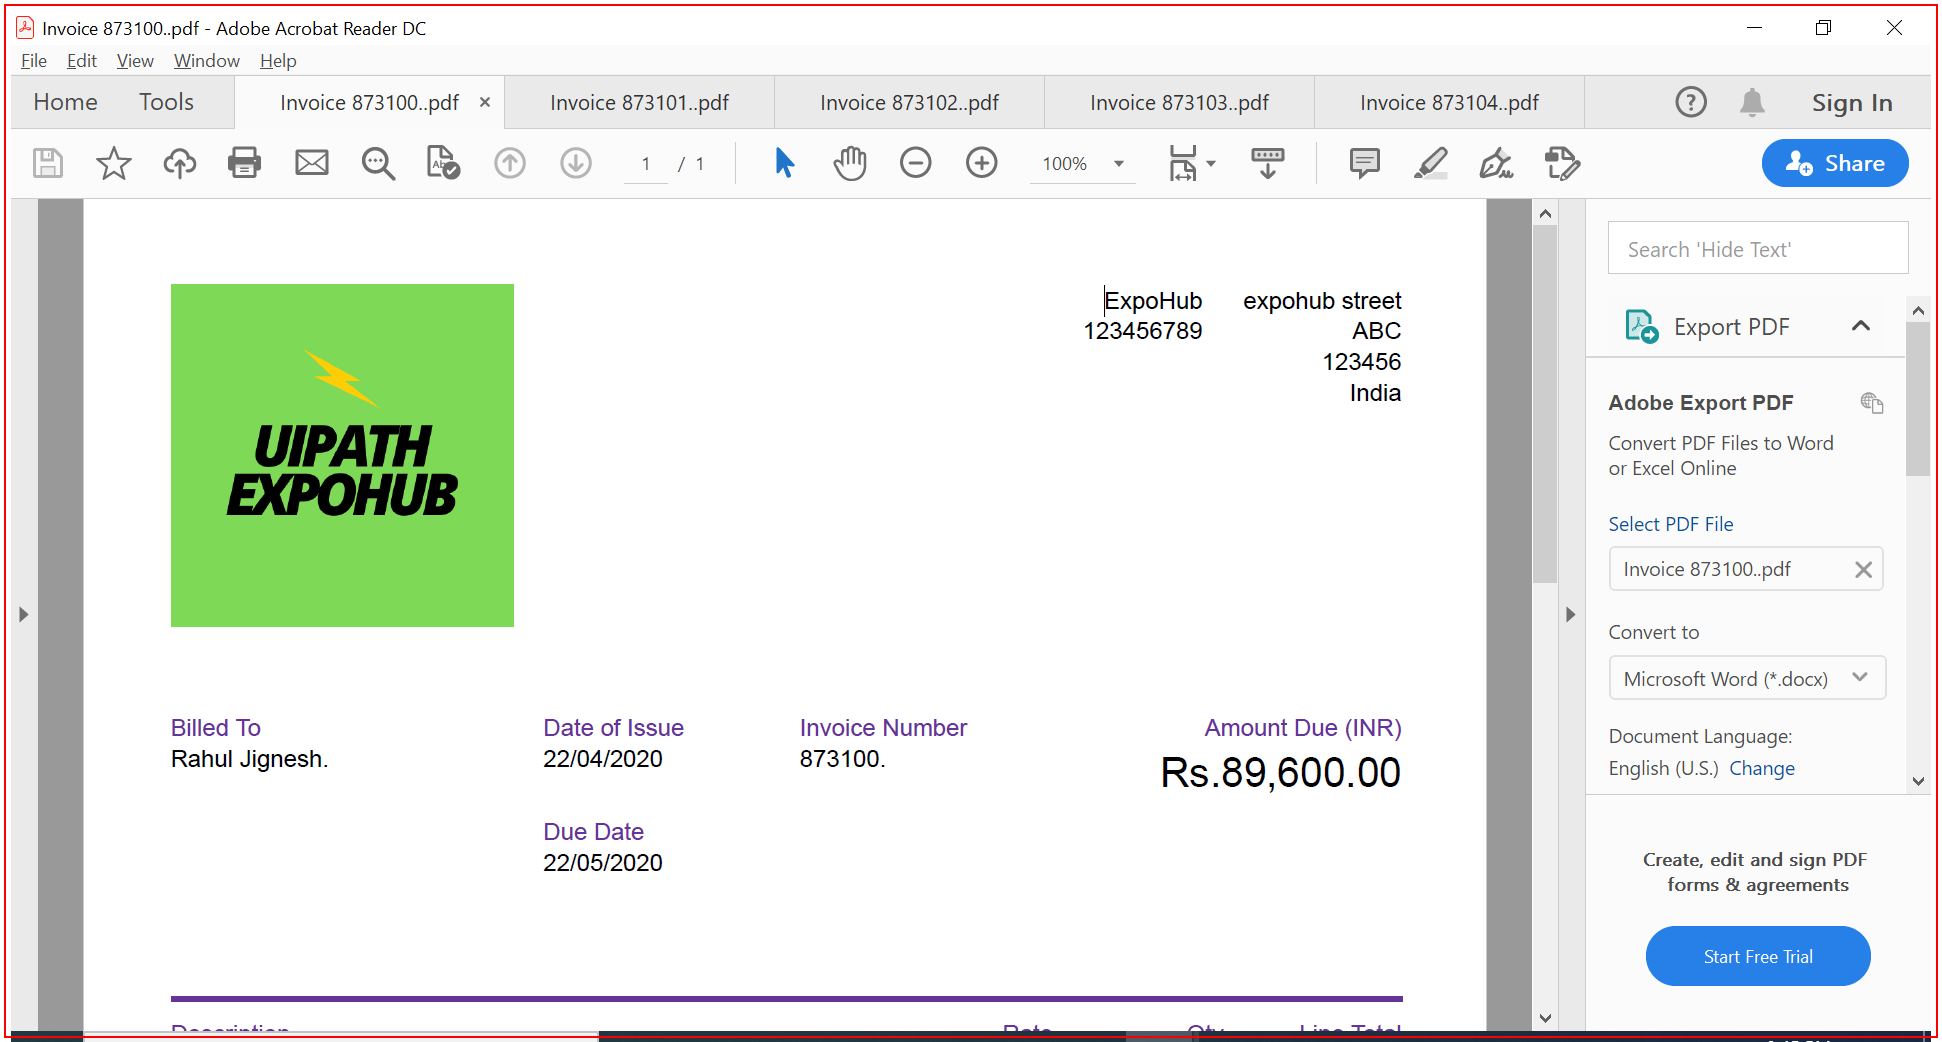 Invoice 873100..pdf - Adobe Acrobat Reader DC
File Edit View Window Help
Home Tools Invoice 873100..pdf × Invoice 873101..pdf Invoice 873102..pdf Invoice 873103..pdf Invoice 873104..pdf ? Sign In
1 / 1 100% Share
Search 'Hide Text'
Export PDF
Adobe Export PDF
Convert PDF Files to Word
or Excel Online
Select PDF File
Invoice 873100..pdf
Convert to
Microsoft Word (*.docx)
Document Language:
English (U.S.) Change
Create, edit and sign PDF
forms & agreements
Start Free Trial
UIPATH
EXPOHUB
ExpoHub expohub street
123456789 ABC
123456
India
Billed To Date of Issue Invoice Number Amount Due (INR)
Rahul Jignesh. 22/04/2020 873100. Rs.89,600.00
Due Date
22/05/2020
Description Rate Qty Line Total